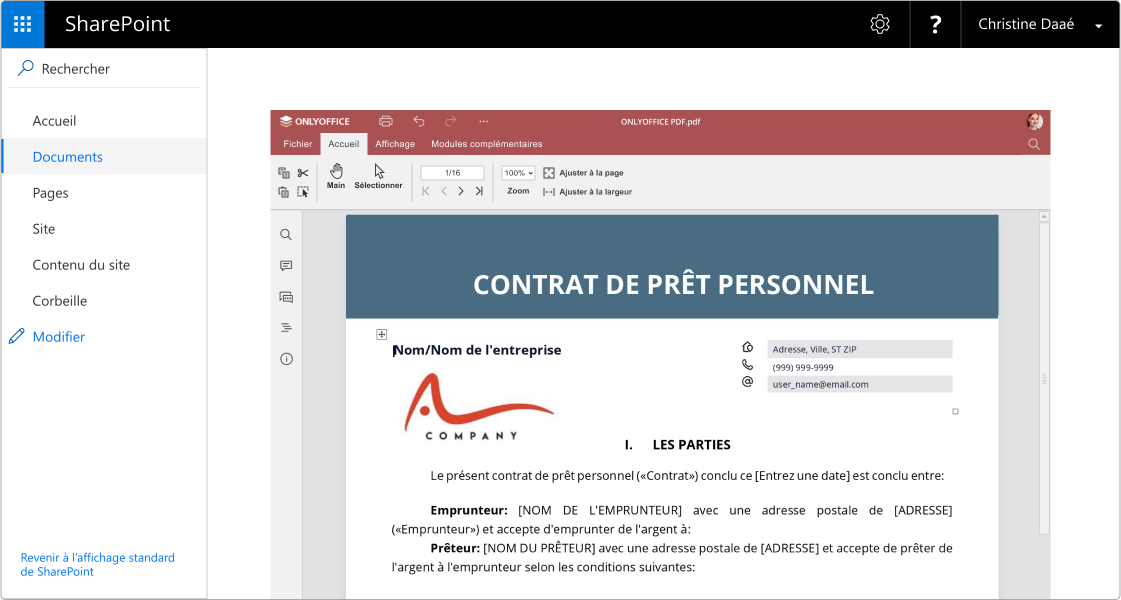 SharePoint
?
Christine Daaé
Rechercher
Accueil
Documents
Pages
Site
Contenu du site
Corbeille
Modifier
Revenir à l'affichage standard
de SharePoint
ONLYOFFICE
...
ONLYOFFICE PDF.pdf
Fichier Accueil Affichage Modules complémentaires
Main
Sélectionner
1/16
100%
Zoom
Ajuster à la page
Ajuster à la largeur
CONTRAT DE PRÊT PERSONNEL
Nom/Nom de l'entreprise
Adresse, Ville, ST ZIP
(999) 999-9999
@ user_name@email.com
COMPANY
I. LES PARTIES
Le présent contrat de prêt personnel («Contrat») conclu ce [Entrez une date] est conclu entre:
Emprunteur: [NOM DE L'EMPRUNTEUR] avec une adresse postale de [ADRESSE]
(«Emprunteur») et accepte d'emprunter de l'argent à:
Prêteur: [NOM DU PRÊTEUR] avec une adresse postale de [ADRESSE] et accepte de prêter de
l'argent à l'emprunteur selon les conditions suivantes: